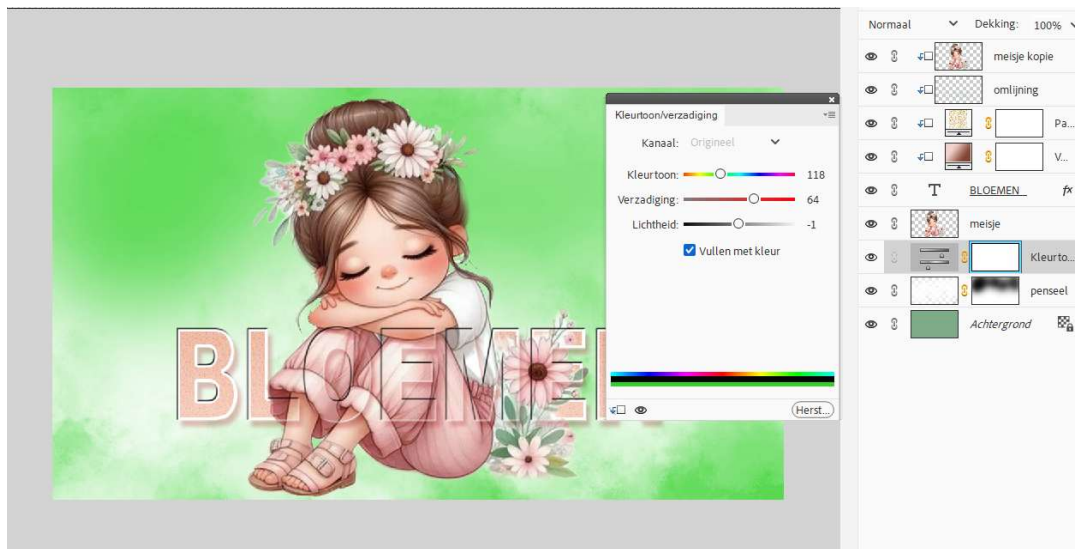 Normaal Dekking: 100%
meisje kopie
omlijning
Pa...
V...
T BLOEMEN fx
meisje
Kleurto...
penseel
Achtergrond
Kleurtoon/verzadiging
Kanaal: Origineel
Kleurtoon: 118
Verzadiging: 64
Lichtheid: -1
Vullen met kleur
Herst...
BLOEMEN